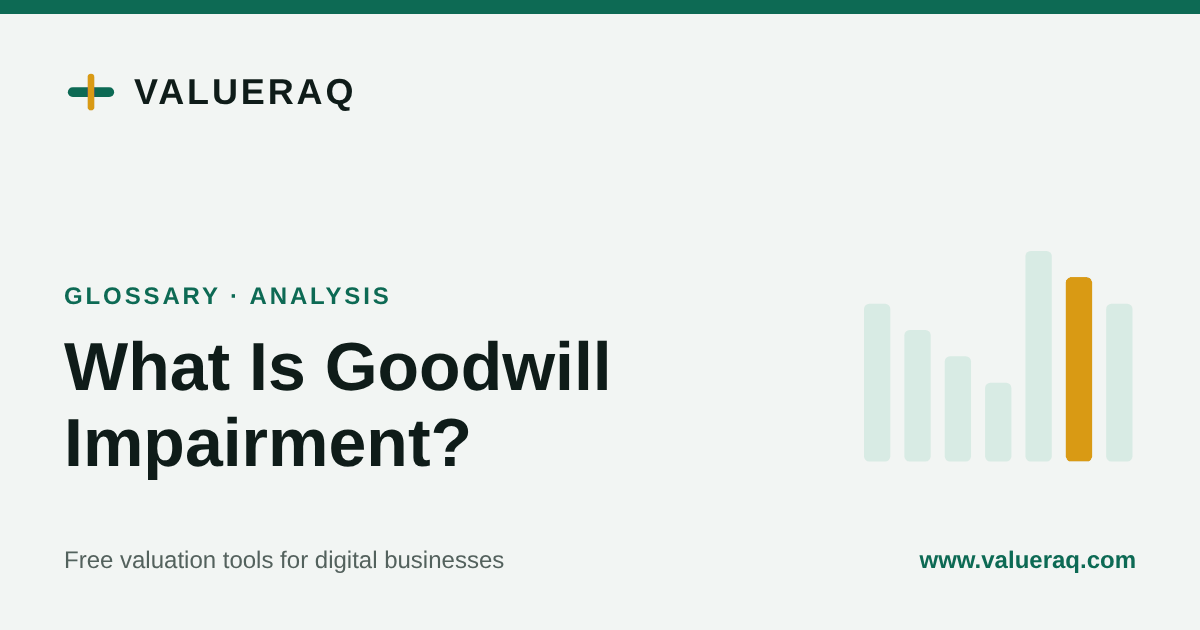 VALUERAQ
GLOSSARY · ANALYSIS
What Is Goodwill
Impairment?
Free valuation tools for digital businesses
www.valueraq.com